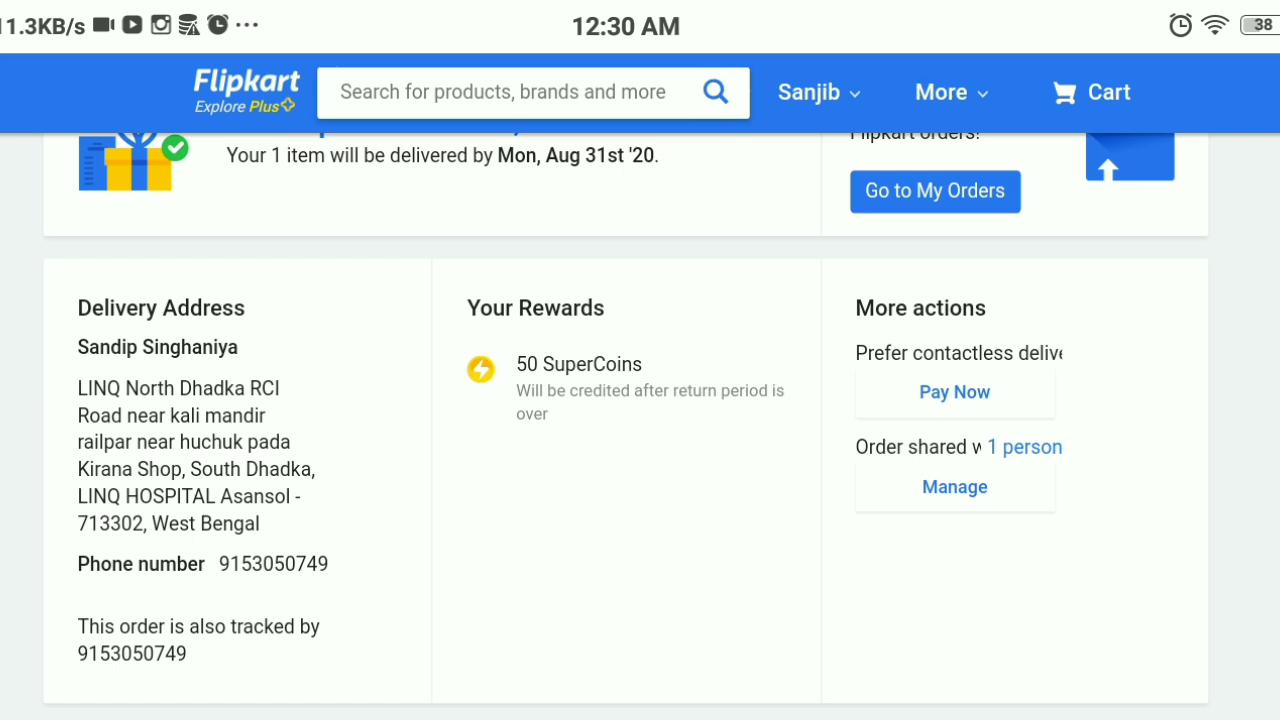 11.3KB/s ... 12:30 AM 38
Flipkart
Explore Plus
Search for products, brands and more
Sanjib
More
Cart
Your 1 item will be delivered by Mon, Aug 31st '20.
Flipkart orders!
Go to My Orders
Delivery Address
Sandip Singhaniya
LINQ North Dhadka RCI
Road near kali mandir
railpar near huchuk pada
Kirana Shop, South Dhadka,
LINQ HOSPITAL Asansol -
713302, West Bengal
Phone number 9153050749
This order is also tracked by
9153050749
Your Rewards
50 SuperCoins
Will be credited after return period is
over
More actions
Prefer contactless delive
Pay Now
Order shared w 1 person
Manage